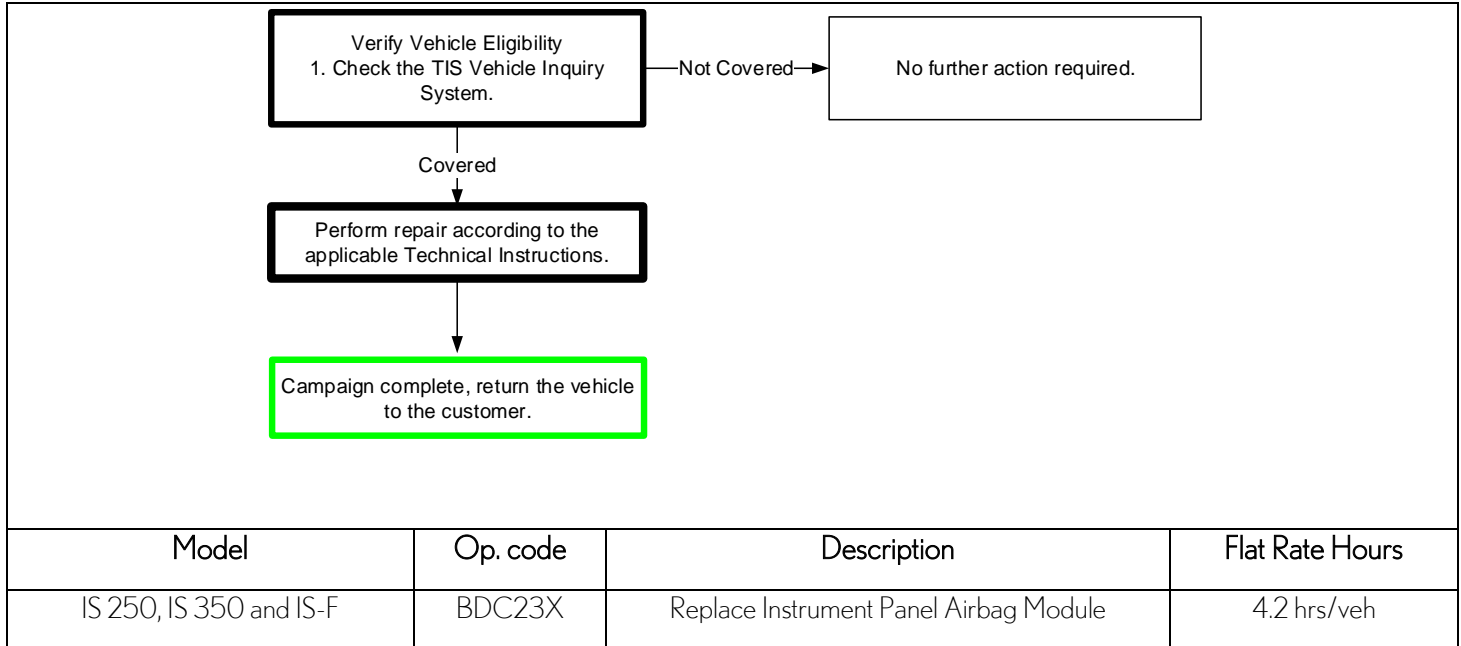 Verify Vehicle Eligibility
1. Check the TIS Vehicle Inquiry
System.
Not Covered
No further action required.
Covered
Perform repair according to the
applicable Technical Instructions.
Campaign complete, return the vehicle
to the customer.
Model Op. code Description Flat Rate Hours
IS 250, IS 350 and IS-F BDC23X Replace Instrument Panel Airbag Module 4.2 hrs/veh